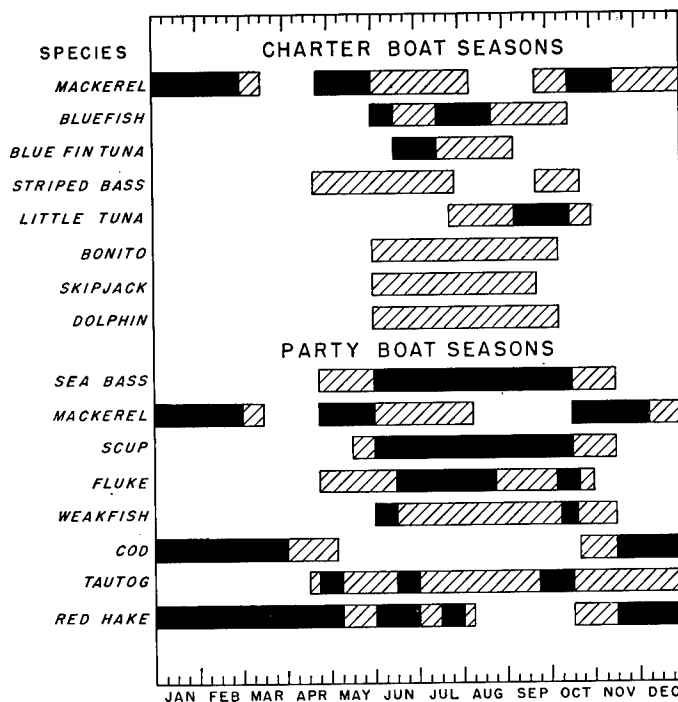 SPECIES CHARTER BOAT SEASONS
MACKEREL
BLUEFISH
BLUE FIN TUNA
STRIPED BASS
LITTLE TUNA
BONITO
SKIPJACK
DOLPHIN
PARTY BOAT SEASONS
SEA BASS
MACKEREL
SCUP
FLUKE
WEAKFISH
COD
TAUTOG
RED HAKE
JAN FEB MAR APR MAY JUN JUL AUG SEP OCT NOV DEC